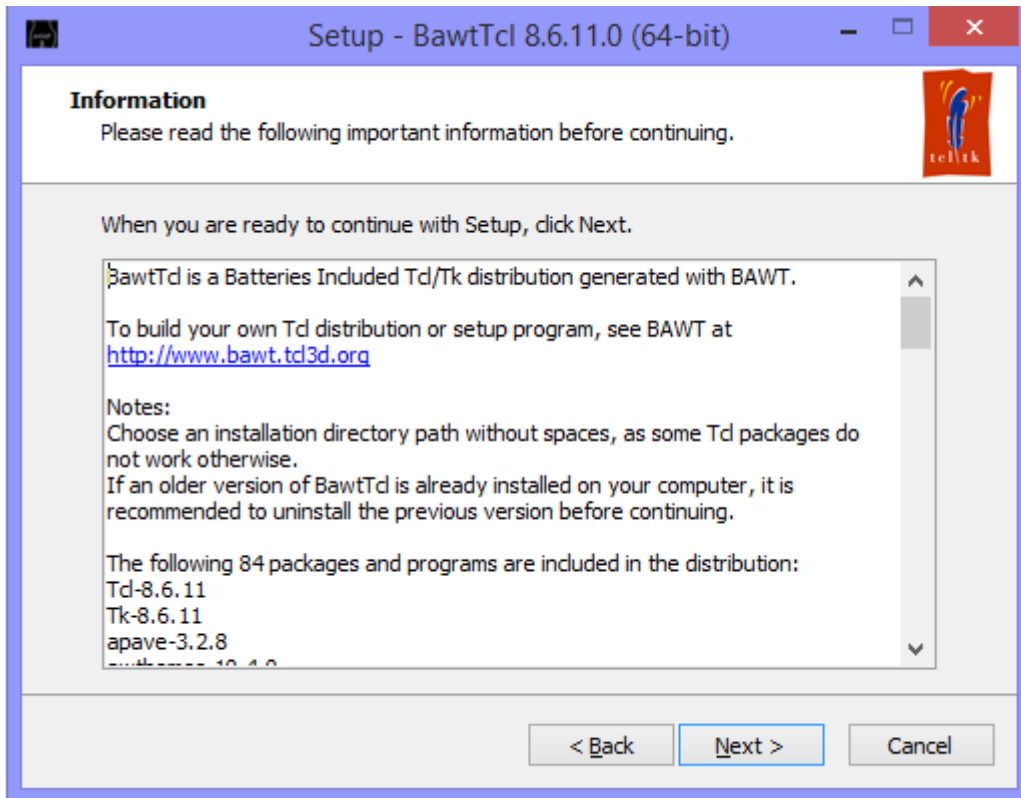 Setup - BawtTcl 8.6.11.0 (64-bit)
Information
Please read the following important information before continuing.
tcl\tk
When you are ready to continue with Setup, click Next.
BawtTcl is a Batteries Included Tcl/Tk distribution generated with BAWT.
To build your own Tcl distribution or setup program, see BAWT at
http://www.bawt.tcl3d.org
Notes:
Choose an installation directory path without spaces, as some Tcl packages do
not work otherwise.
If an older version of BawtTcl is already installed on your computer, it is
recommended to uninstall the previous version before continuing.
The following 84 packages and programs are included in the distribution:
Tcl-8.6.11
Tk-8.6.11
apave-3.2.8
< Back
Next >
Cancel